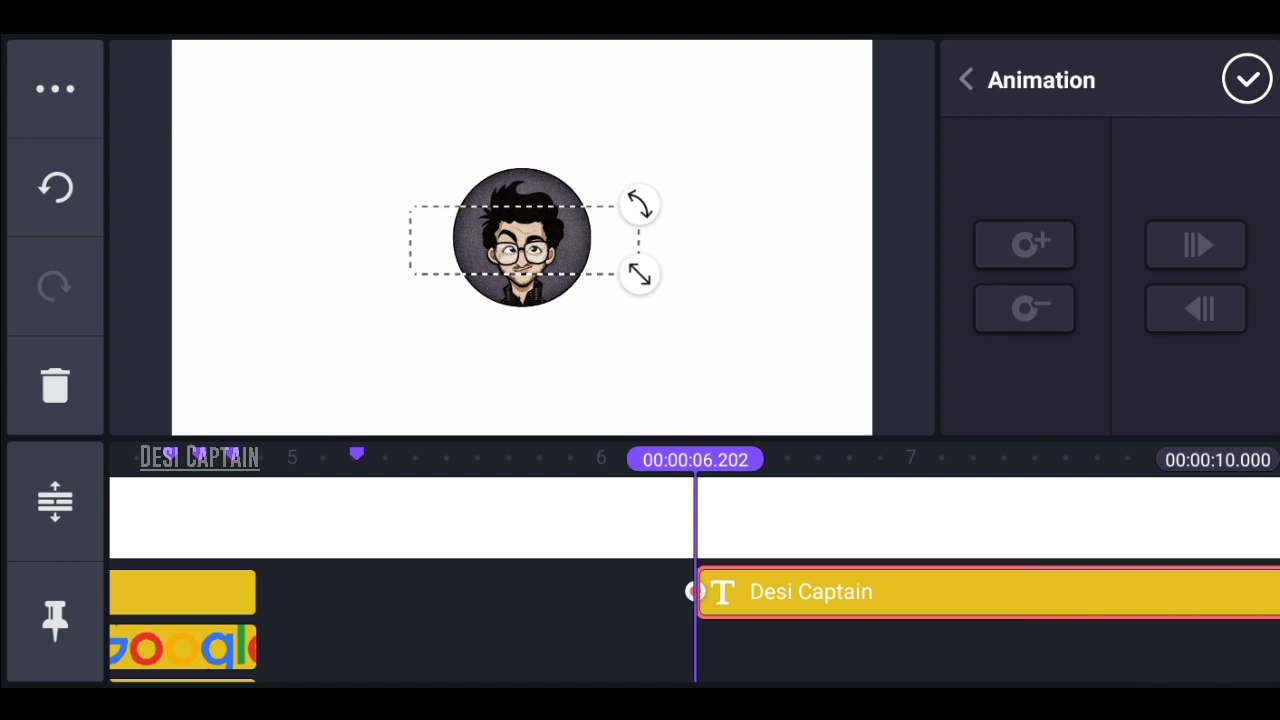 Animation
DESI CAPTAIN
5
6
00:00:06.202
7
00:00:10.000
T Desi Captain
Google